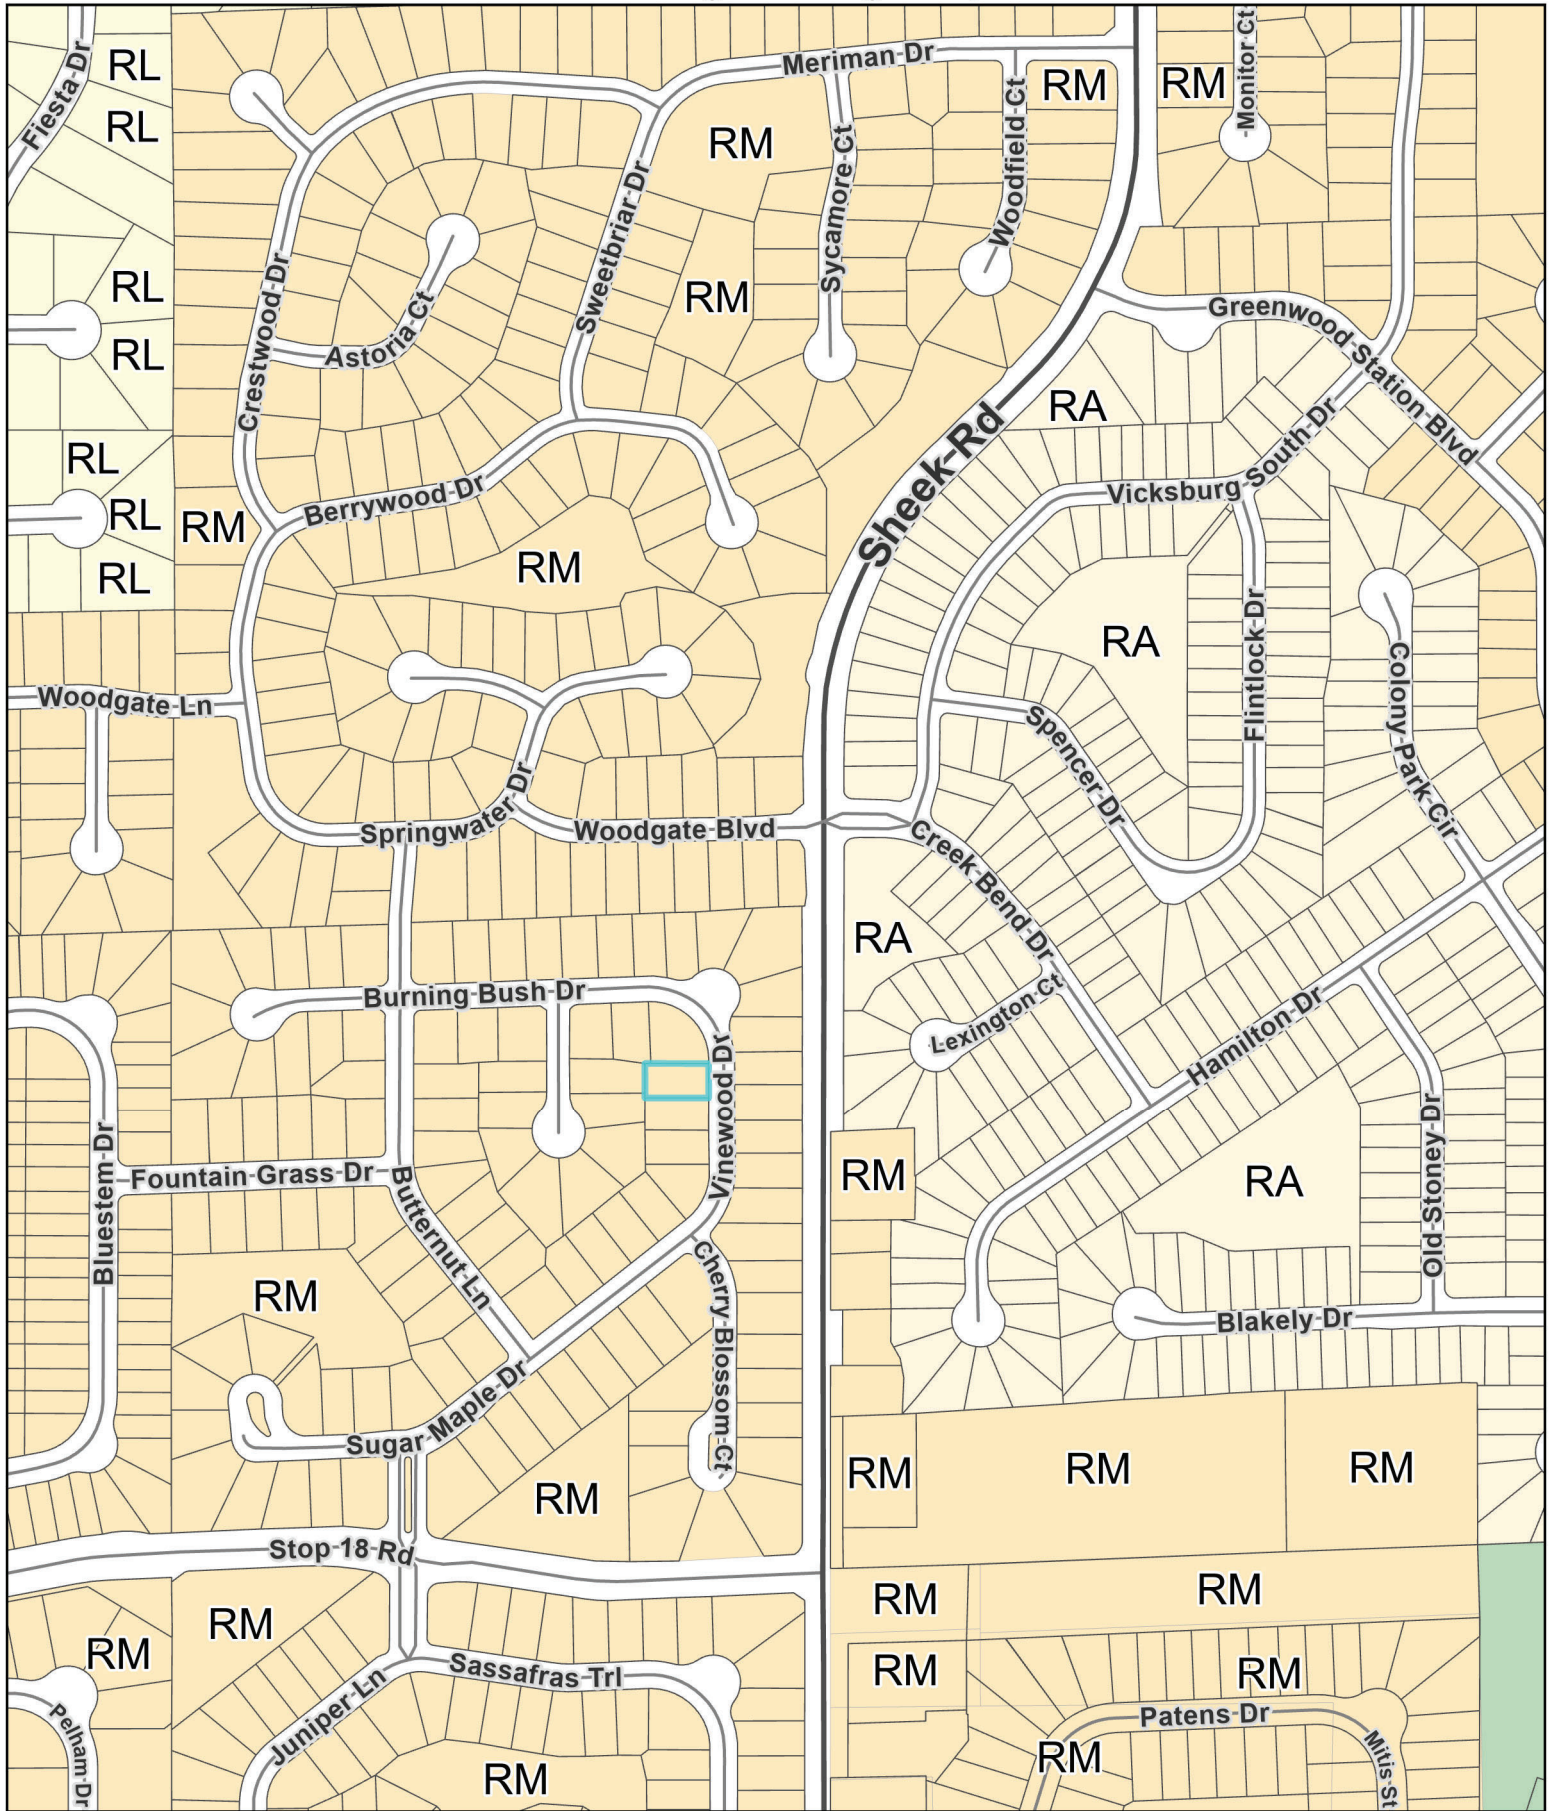 Fiesta Dr
RL
RL
RL
RL
RL
RL
RL
Meriman Dr
RM
RM
Monitor Ct
RM
Sycamore Ct
Woodfield Ct
Sweetbriar Dr
RM
Crestwood Dr
Astoria Ct
Greenwood Station Blvd
RA
Sheek Rd
Vicksburg South Dr
Berrywood Dr
RM
RM
RA
Flintlock Dr
Colony Park Cir
Woodgate Ln
Spencer Dr
Springwater Dr
Woodgate Blvd
Creek Bend Dr
RA
Lexington Ct
Burning Bush Dr
Vinewood Dr
Hamilton Dr
Bluestem Dr
Fountain Grass Dr
Butternut Ln
RM
RA
Old Stoney Dr
RM
Cherry Blossom Ct
Blakely Dr
Sugar Maple Dr
RM
RM
RM
RM
Stop 18 Rd
RM
RM
RM
RM
Sassafras Trl
RM
RM
Juniper Ln
Pelham Dr
Patens Dr
Mitis St
RM
RM